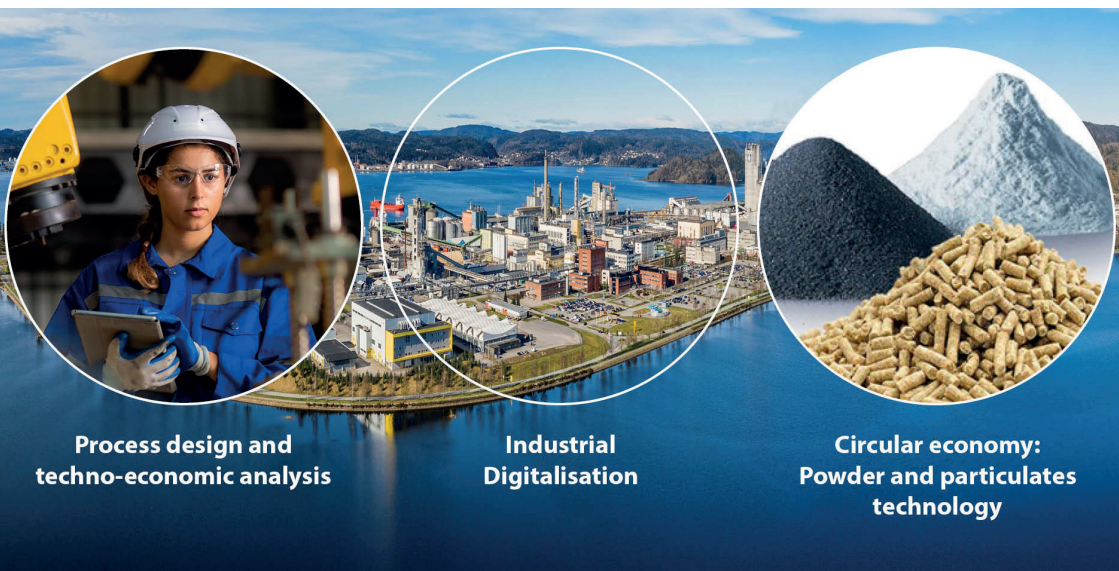 Process design and
techno-economic analysis
Industrial
Digitalisation
Circular economy:
Powder and particulates
technology